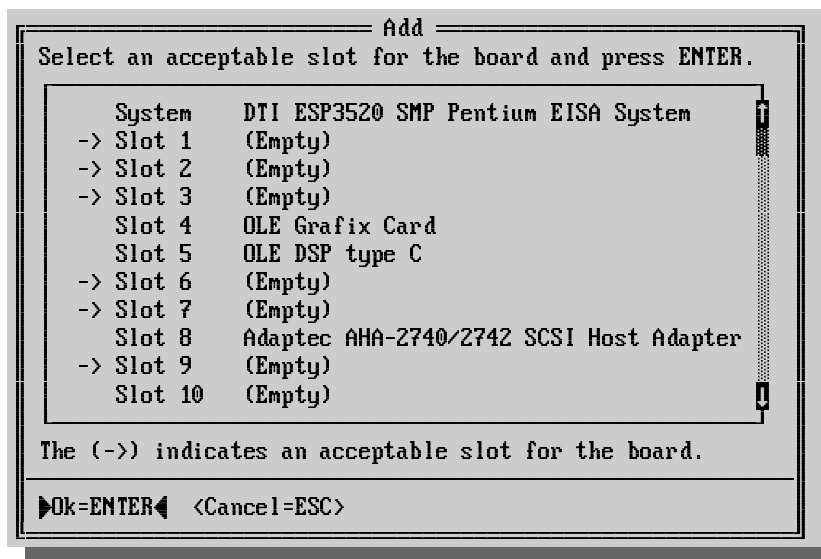 Add
Select an acceptable slot for the board and press ENTER.
System DTI ESP3520 SMP Pentium EISA System
-> Slot 1 (Empty)
-> Slot 2 (Empty)
-> Slot 3 (Empty)
Slot 4 OLE Grafix Card
Slot 5 OLE DSP type C
-> Slot 6 (Empty)
-> Slot 7 (Empty)
Slot 8 Adaptec AHA-2740/2742 SCSI Host Adapter
-> Slot 9 (Empty)
Slot 10 (Empty)
The (->) indicates an acceptable slot for the board.
Ok=ENTER <Cancel=ESC>